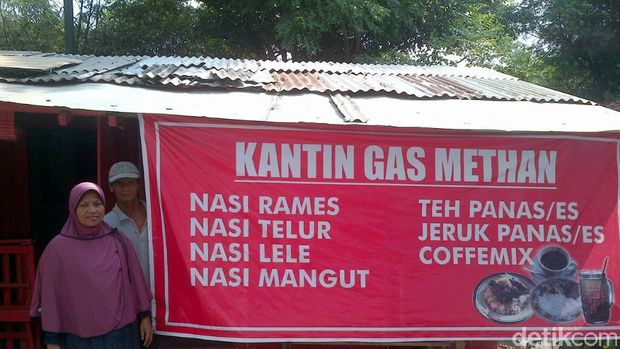 KANTIN GAS METHAN
NASI RAMES
NASI TELUR
NASI LELE
NASI MANGUT
TEH PANAS/ES
JERUK PANAS/ES
COFFEMIX
detikcom